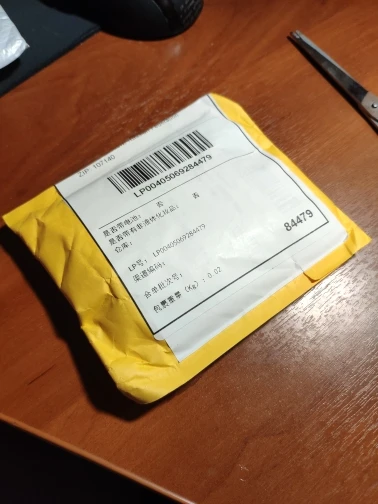 ZIP 107140
LP00405069284479
是否带电池: 否
是否带有非液体化妆品: 否
仓库:
LP号: LP00405069284479
渠道编码:
84479
合单批次号:
包裹重量 (Kg) : 0.02